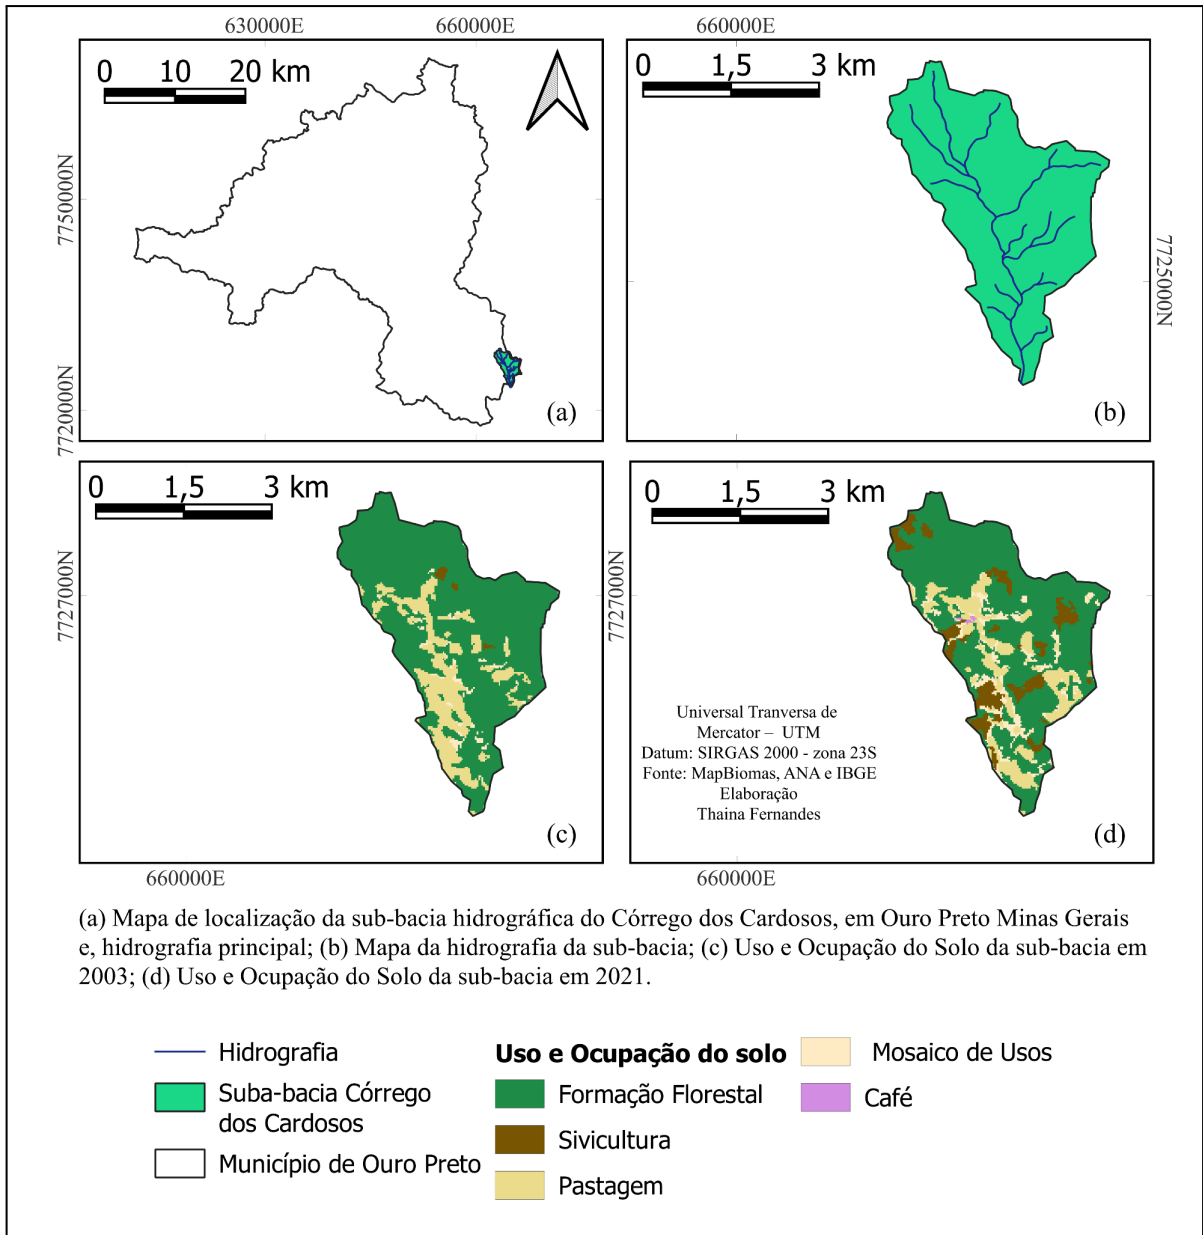 630000E 660000E
0 10 20 km
7750000N
7720000N
(a)
660000E
0 1,5 3 km
7725000N
(b)
0 1,5 3 km
7727000N
(c)
660000E
0 1,5 3 km
7727000N
Universal Tranversa de
Mercator – UTM
Datum: SIRGAS 2000 - zona 23S
Fonte: MapBiomas, ANA e IBGE
Elaboração
Thaina Fernandes
(d)
660000E
(a) Mapa de localização da sub-bacia hidrográfica do Córrego dos Cardosos, em Ouro Preto Minas Gerais
e, hidrografia principal; (b) Mapa da hidrografia da sub-bacia; (c) Uso e Ocupação do Solo da sub-bacia em
2003; (d) Uso e Ocupação do Solo da sub-bacia em 2021.
Hidrografia
Suba-bacia Córrego
dos Cardosos
Município de Ouro Preto
Uso e Ocupação do solo
Formação Florestal
Sivicultura
Pastagem
Mosaico de Usos
Café